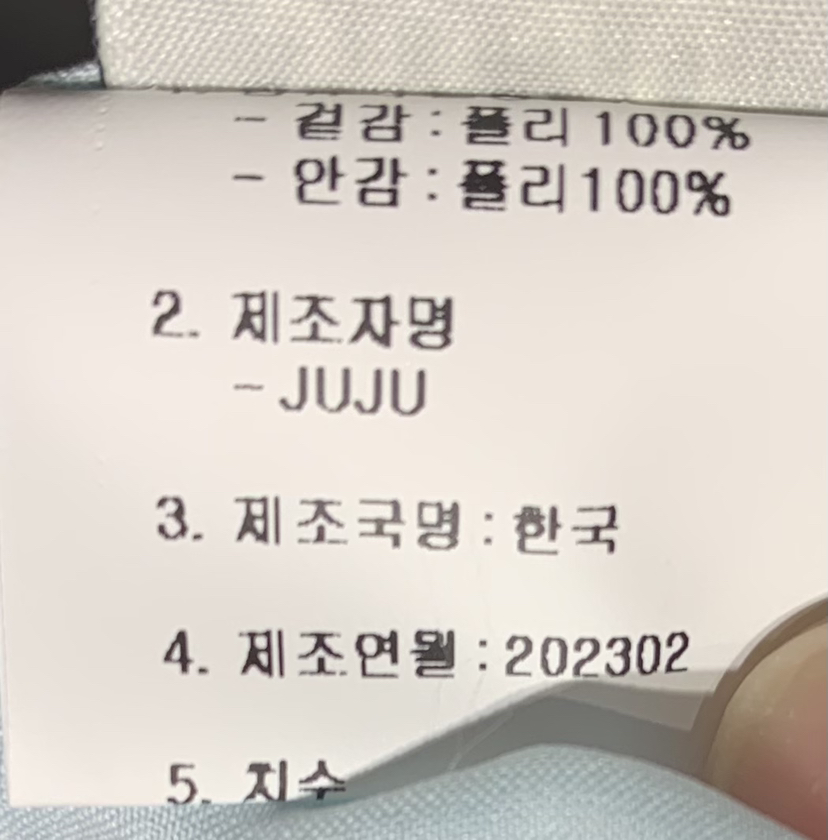 - 겉감 : 폴리 100%
- 안감 : 폴리100%
2. 제조자명
- JUJU
3. 제조국명 : 한국
4. 제조연월 : 202302
5. 치수